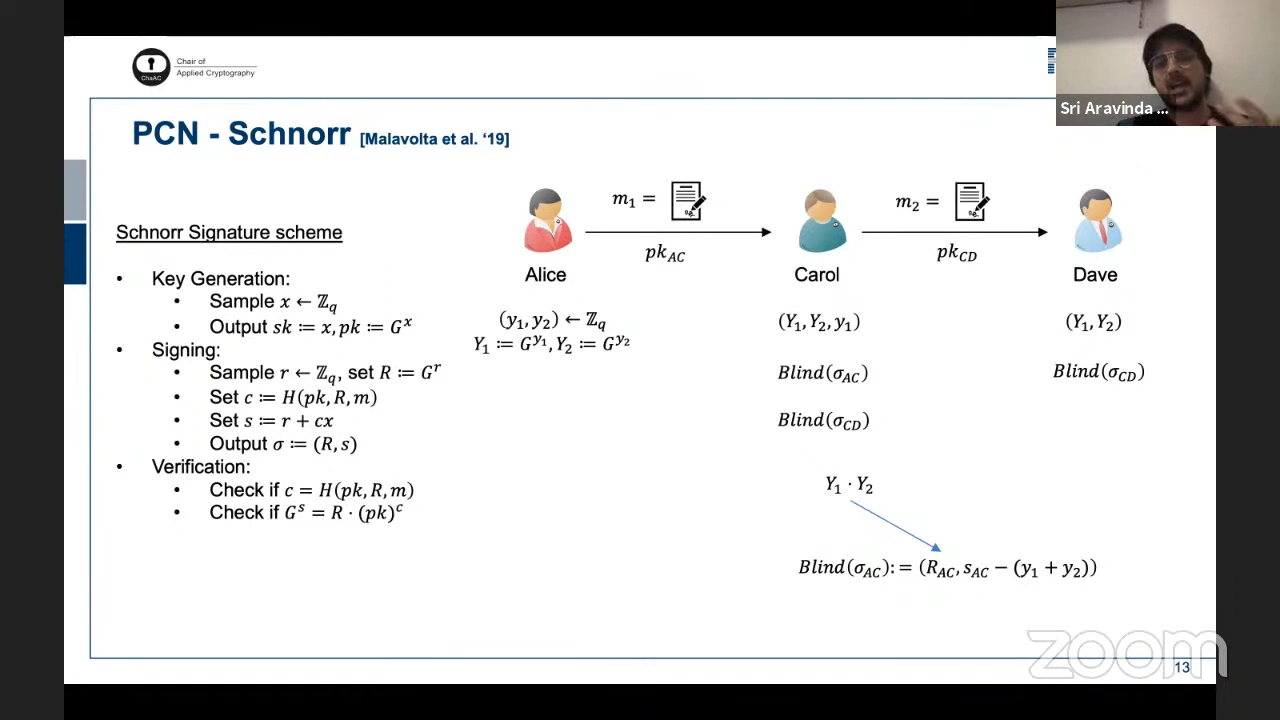 Chair of
Applied Cryptography
ChaAC
Sri Aravinda ...
PCN - Schnorr [Malavolta et al. ‘19]
Schnorr Signature scheme
• Key Generation:
• Sample x ← ℤ_q
• Output sk ≔ x, pk ≔ G^x
• Signing:
• Sample r ← ℤ_q, set R ≔ G^r
• Set c ≔ H(pk, R, m)
• Set s ≔ r + cx
• Output σ ≔ (R, s)
• Verification:
• Check if c = H(pk, R, m)
• Check if G^s = R · (pk)^c
m_1 =
m_2 =
pk_AC
pk_CD
Alice
Carol
Dave
(y_1, y_2) ← ℤ_q
Y_1 ≔ G^{y_1}, Y_2 ≔ G^{y_2}
(Y_1, Y_2, y_1)
(Y_1, Y_2)
Blind(σ_AC)
Blind(σ_CD)
Blind(σ_CD)
Y_1 · Y_2
Blind(σ_AC): = (R_AC, s_AC − (y_1 + y_2))
zoom
13